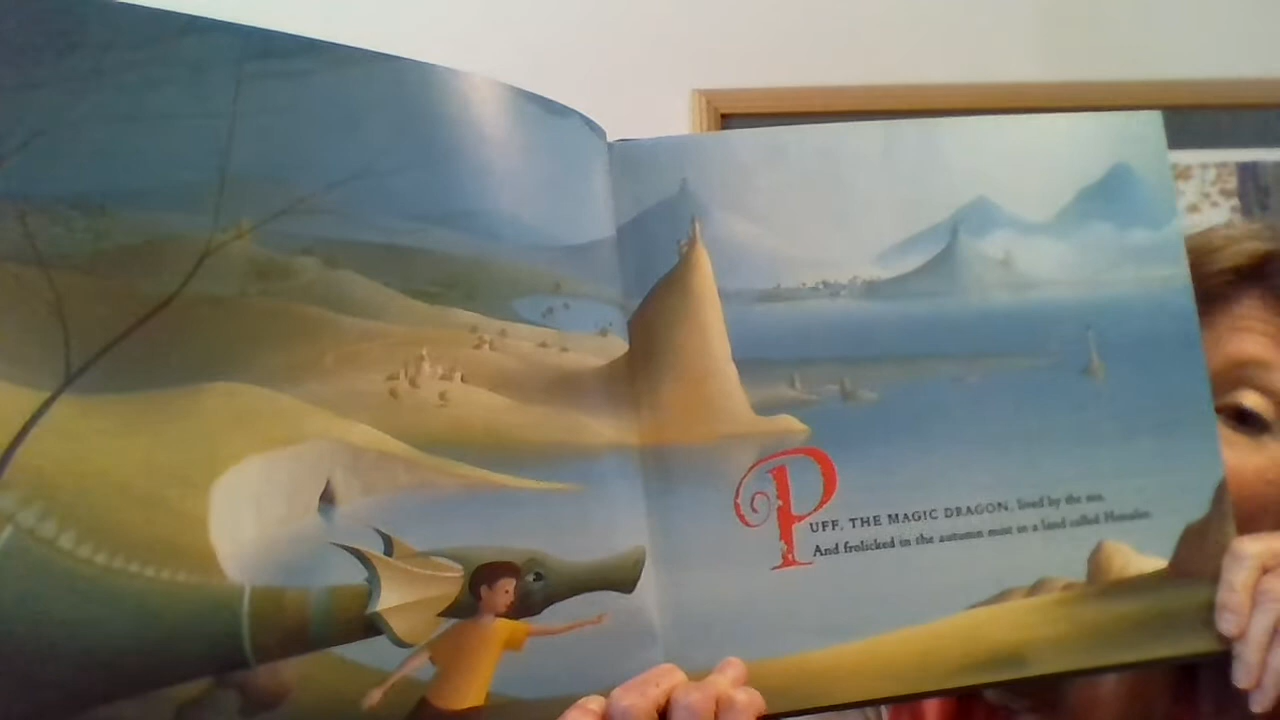 PUFF, THE MAGIC DRAGON, lived by the sea.
And frolicked in the autumn mist in a land called Honalee.